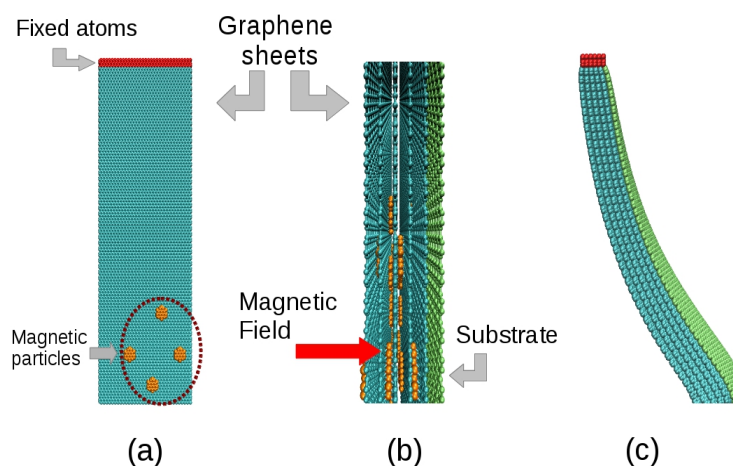 Fixed atoms
Graphene
sheets
Magnetic
particles
Magnetic
Field
Substrate
(a)
(b)
(c)